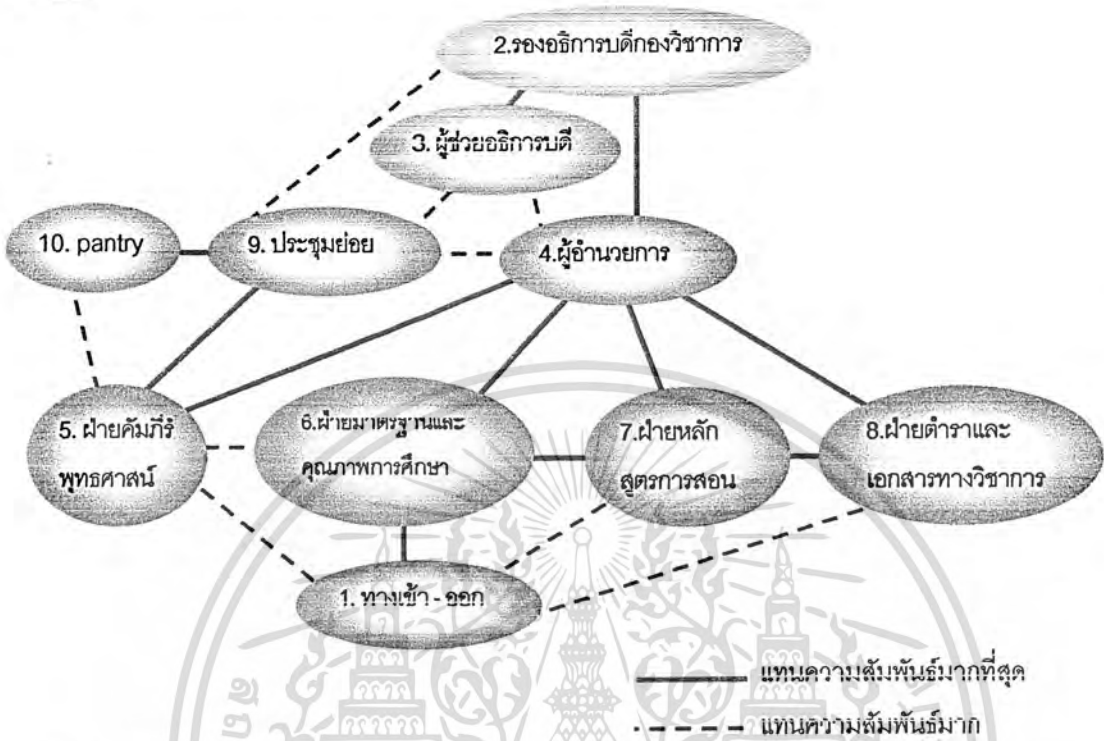 2.รองอธิการบดีกองวิชาการ
3. ผู้ช่วยอธิการบดี
10. pantry
9. ประชุมย่อย
4.ผู้อำนวยการ
5. ฝ่ายคัมภีร์
พุทธศาสน์
6.ฝ่ายมาตรฐานและ
คุณภาพการศึกษา
7.ฝ่ายหลัก
สูตรการสอน
8.ฝ่ายตำราและ
เอกสารทางวิชาการ
1. ทางเข้า - ออก
แทนความสัมพันธ์มากที่สุด
แทนความสัมพันธ์มาก